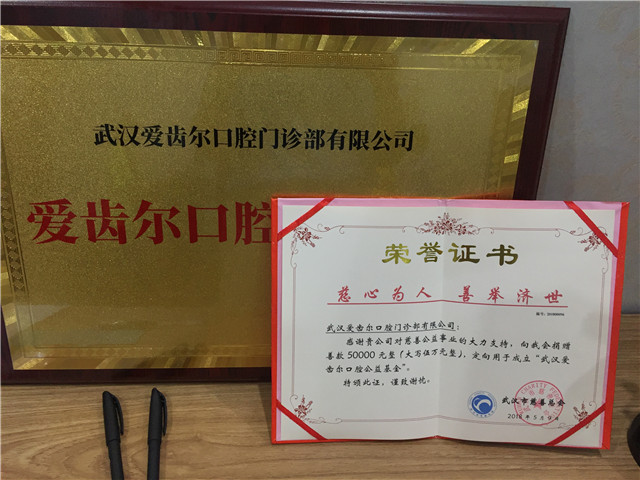 武汉爱齿尔口腔门诊部有限公司
爱齿尔口腔
荣誉证书
慈心为人 善举济世
武汉爱齿尔口腔门诊部有限公司:
感谢贵公司对慈善公益事业的大力支持,向我会捐赠
善款50000元整(大写伍万元整),定向用于成立“武汉爱
齿尔口腔公益基金”。
特颁此证,谨致谢忱。
武汉市慈善总会